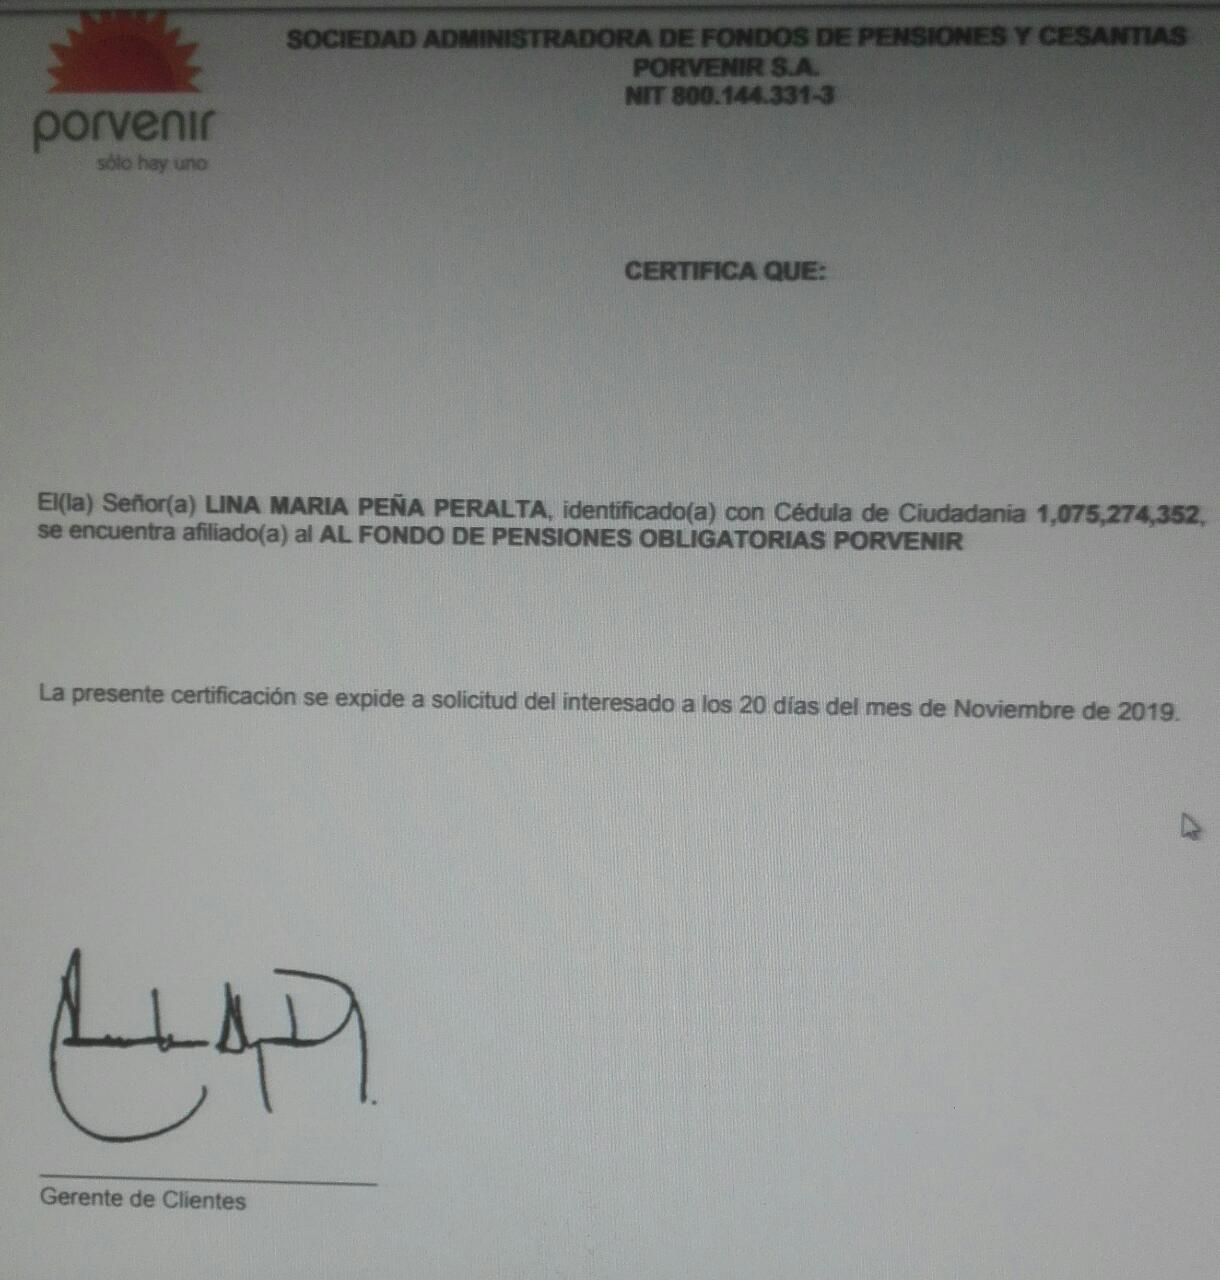 porvenir
sólo hay uno
SOCIEDAD ADMINISTRADORA DE FONDOS DE PENSIONES Y CESANTIAS
PORVENIR S.A.
NIT 800.144.331-3
CERTIFICA QUE:
El(la) Señor(a) LINA MARIA PEÑA PERALTA, identificado(a) con Cédula de Ciudadania 1,075,274,352,
se encuentra afiliado(a) al AL FONDO DE PENSIONES OBLIGATORIAS PORVENIR
La presente certificación se expide a solicitud del interesado a los 20 días del mes de Noviembre de 2019.
Gerente de Clientes